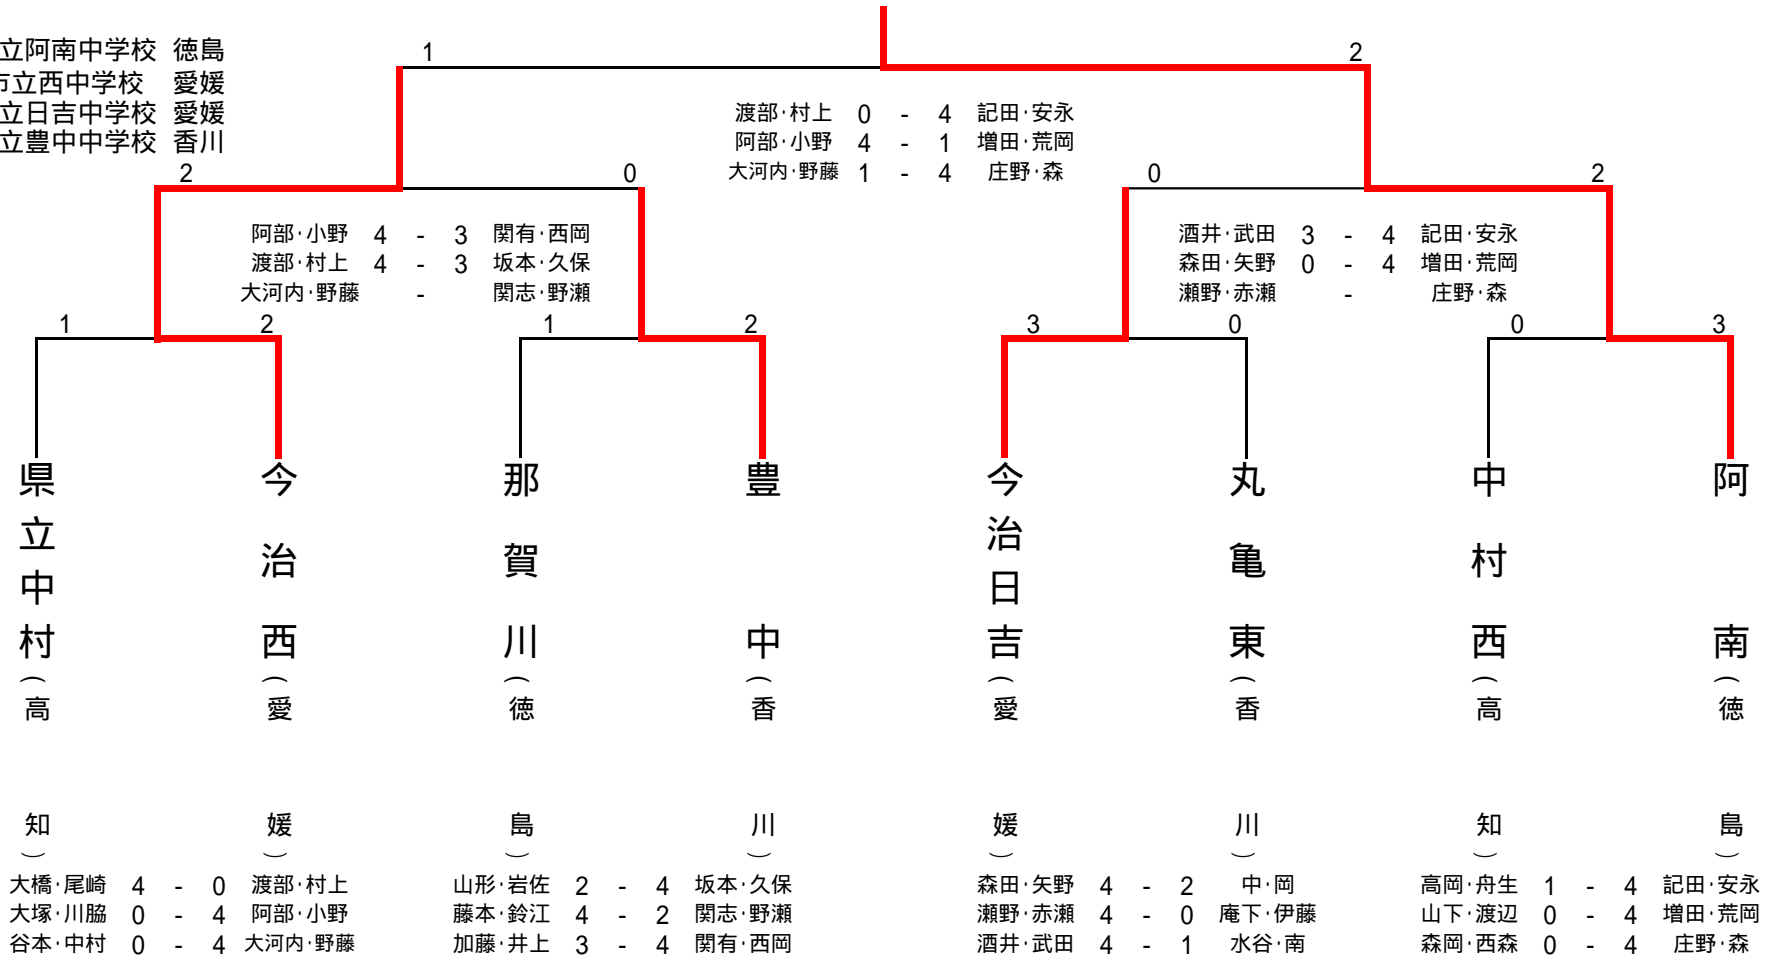 立阿南中学校 徳島
市立西中学校 愛媛
立日吉中学校 愛媛
立豊中中学校 香川
1 2
渡部·村上 0 - 4 記田·安永
阿部·小野 4 - 1 増田·荒岡
大河内·野藤 1 - 4 庄野·森
2 0 0 2
阿部·小野 4 - 3 関有·西岡
渡部·村上 4 - 3 坂本·久保
大河内·野藤 - 関志·野瀬
酒井·武田 3 - 4 記田·安永
森田·矢野 0 - 4 増田·荒岡
瀬野·赤瀬 - 庄野·森
1 2 1 2 3 0 0 3
県立中村(高知)
今治西(愛媛)
那賀川(徳島)
豊中(香川)
今治日吉(愛媛)
丸亀東(香川)
中村西(高知)
阿南(徳島)
大橋·尾崎 4 - 0 渡部·村上
大塚·川脇 0 - 4 阿部·小野
谷本·中村 0 - 4 大河内·野藤
山形·岩佐 2 - 4 坂本·久保
藤本·鈴江 4 - 2 関志·野瀬
加藤·井上 3 - 4 関有·西岡
森田·矢野 4 - 2 中·岡
瀬野·赤瀬 4 - 0 庵下·伊藤
酒井·武田 4 - 1 水谷·南
高岡·舟生 1 - 4 記田·安永
山下·渡辺 0 - 4 増田·荒岡
森岡·西森 0 - 4 庄野·森